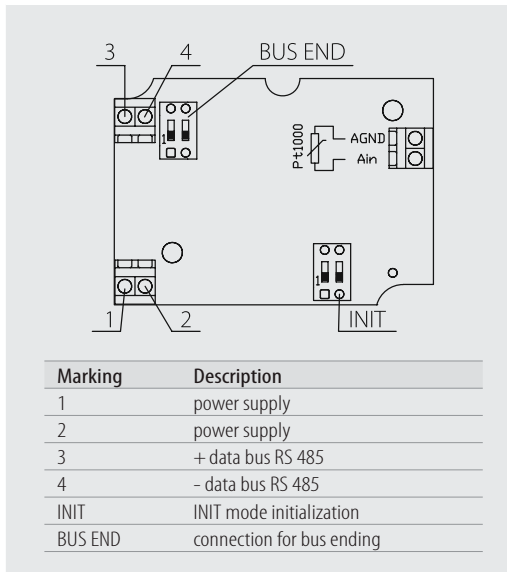 3 4 BUS END
1
Pt1000
AGND
Ain
1
1 2 INIT
Marking Description
1 power supply
2 power supply
3 + data bus RS 485
4 - data bus RS 485
INIT INIT mode initialization
BUS END connection for bus ending